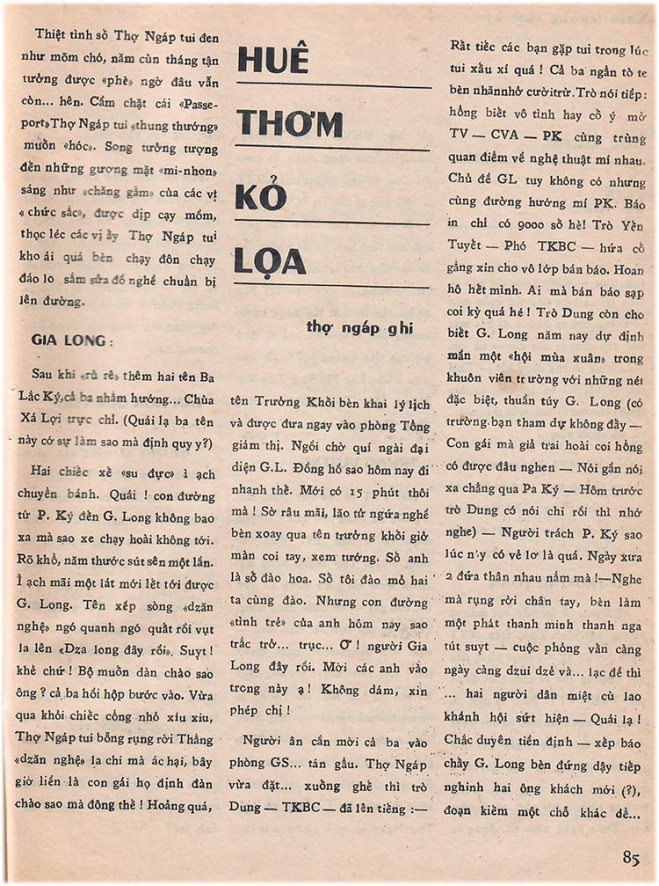 Thiệt tình số Thợ Ngáp tui đen
như mõm chó, năm cùn tháng tận
tưởng được «phè» ngờ đâu vẫn
còn... hên. Cầm chặt cái «Passe-
port»Thợ Ngáp tui «thung thướng»
muồn «hóc». Song tưởng tượng
đến những gương mặt «mi-nhon»
sáng như «chăng gầm» của các vị
« chức sắc», được dịp cạy mồm,
thọc léc các vị ấy Thợ Ngáp tui
kho ái quá bèn chạy đôn chạy
đáo lo sắm sửa đồ nghề chuẩn bị
lên đường.
GIA LONG :
Sau khi «rủ rê» thêm hai tên Ba
Lắc Ký,cả ba nhắm hướng... Chùa
Xá Lợi trực chỉ. (Quái lạ ba tên
này cớ sự làm sao mà định quy y?)
Hai chiếc xè «su đực» ì ạch
chuyển bánh. Quái ! con đường
từ P. Ký đến G. Long không bao
xa mà sao xe chạy hoài không tới.
Rõ khổ, năm thước sút sên một lần.
Ì ạch mãi một lát mới lết tới được
G. Long. Tên xếp sòng «dzăn
nghệ» ngó quanh ngó quất rồi vụt
la lên «Dza long đây rồi». Suyt !
khẽ chứ ! Bộ muốn dàn chào sao
ông ? cả ba hồi hộp bước vào. Vừa
qua khỏi chiếc cổng nhỏ xíu xiu,
Thợ Ngáp tui bỗng rụng rời Thằng
«dzăn nghệ» la chi mà ác hại, bây
giờ liền là con gái họ định đàn
chào sao mà đông thế ! Hoảng quá,
HUÊ
THƠM
KỎ
LỌA
thợ ngáp ghi
tên Trưởng Khối bèn khai lý lịch
và được đưa ngay vào phòng Tổng
giám thị. Ngồi chờ quí ngài đại
diện G.L. Đồng hồ sao hôm nay đi
nhanh thế. Mới có 15 phút thôi
mà ! Sờ râu mãi, lão tử ngứa nghề
bèn xoay qua tên trưởng khối giở
màn coi tay, xem tướng. Số anh
là số đào hoa. Số tôi đào mỏ hai
ta cùng đào. Nhưng con đường
«tình trẻ» của anh hôm nay sao
trắc trở... trục... Ơ ! người Gia
Long đây rồi. Mời các anh vào
trong này ạ ! Không dám, xin
phép chị !
Người ân cần mời cả ba vào
phòng GS... tán gẫu. Thợ Ngáp
vừa đặt... xuống ghề thì trò
Dung — TKBC — đã lên tiếng :—
Rất tiếc các bạn gặp tui trong lúc
tui xấu xí quá ! Cả ba ngẩn tò te
bèn nhănnhở cườitrừ. Trò nói tiếp:
hổng biết vô tình hay cố ý mờ
TV — CVA — PK cùng trùng
quan điểm về nghệ thuật mí nhau.
Chủ đề GL tuy không có nhưng
cùng đường hướng mí PK. Báo
in chỉ có 9000 số hè! Trò Yền
Tuyết — Phó TKBC — hứa cồ
gắng xin cho vô lớp bán báo. Hoan
hô hết mình. Ai mà bán báo sạp
coi kỳ quá hé ! Trò Dung còn cho
biết G. Long năm nay dự định
mần một «hội mùa xuân» trong
khuôn viên trường với những nét
đặc biệt, thuần túy G. Long (có
trường bạn tham dự không đây —
Con gái mà giả trai hoài coi hổng
có được đâu nghen — Nói gần nói
xa chẳng qua Pa Ký — Hôm trước
trò Dung có nói chỉ rồi thì nhớ
nghe) — Người trách P. Ký sao
lúc này có vẻ lơ là quá. Ngày xưa
2 đứa thân nhau nắm mà !—Nghe
mà rụng rời chân tay, bèn làm
một phát thanh minh thanh nga
tút suyt — cuộc phỏng vấn càng
ngày càng dzui dzẻ và... lạc đề thì
... hai người dân miệt cù lao
khánh hội sứt hiện — Quái lạ !
Chắc duyên tiền định — xếp báo
chầy G. Long bèn đứng dậy tiếp
nghinh hai ông khách mới (?),
đoạn kiềm một chỗ khác để...
85